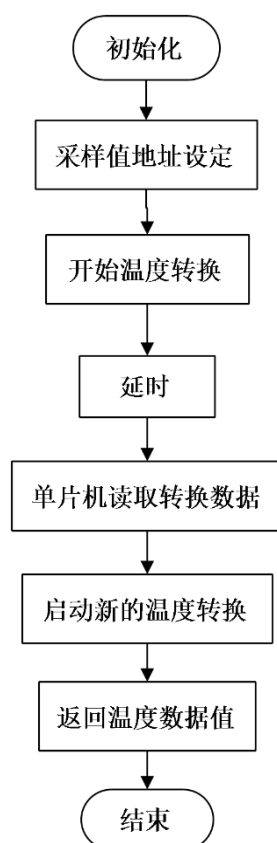 初始化
采样值地址设定
开始温度转换
延时
单片机读取转换数据
启动新的温度转换
返回温度数据值
结束